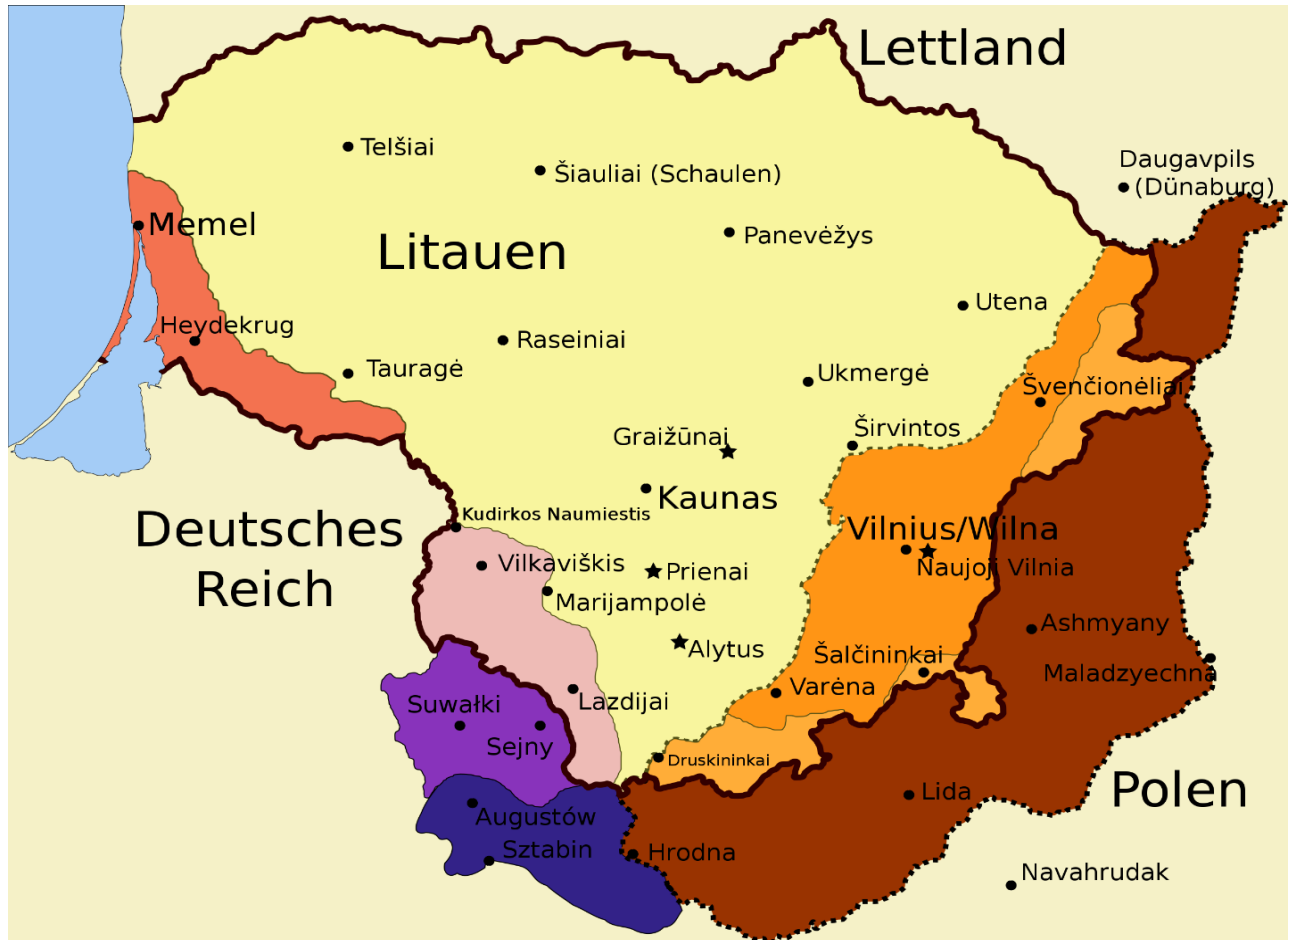 Lettland
Telšiai
Šiauliai (Schaulen)
Daugavpils
(Dünaburg)
Memel
Litauen
Panevėžys
Utena
Heydekrug
Raseiniai
Tauragė
Ukmergė
Švenčionėliai
Širvintos
Graižūnai
Kaunas
Kudirkos Naumiestis
Deutsches
Reich
Vilnius/Wilna
Naujoji Vilnia
Vilkaviškis
Prienai
Marijampolė
Ashmyany
Alytus
Šalčininkai
Maladzyechna
Varėna
Lazdijai
Suwałki
Sejny
Druskininkai
Polen
Lida
Augustów
Sztabin
Hrodna
Navahrudak